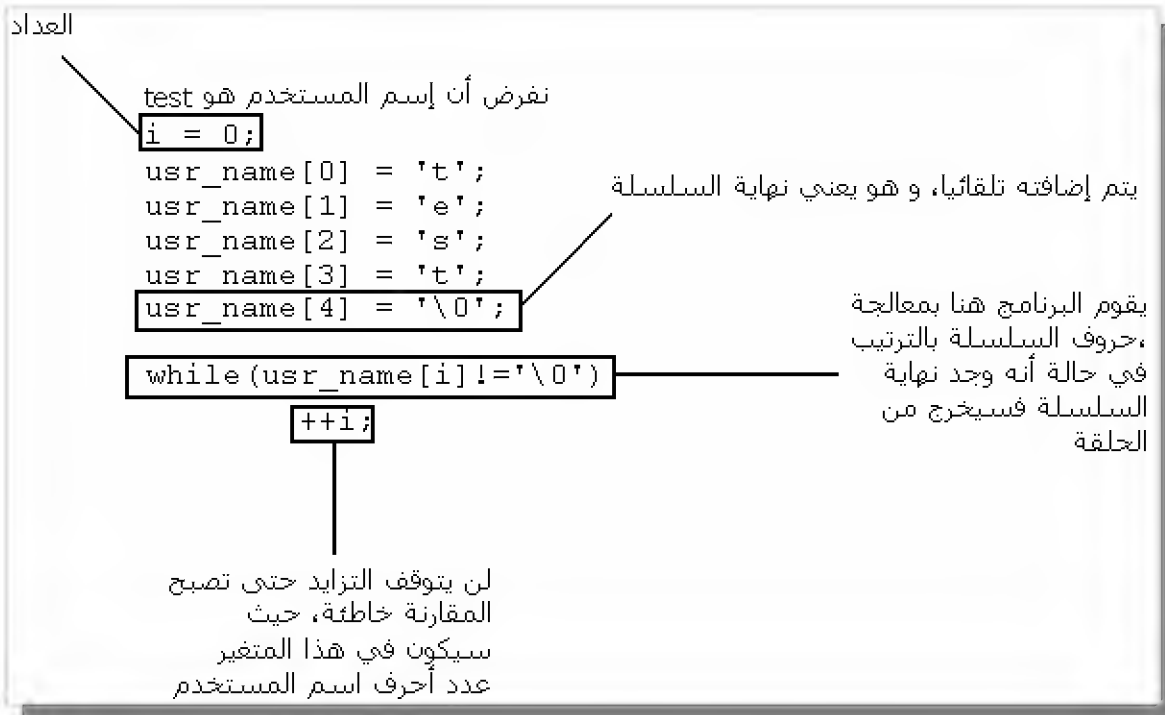 العداد
نفرض أن إسم المستخدم هو test
i = 0;
usr_name[0] = 't';
usr_name[1] = 'e';
usr_name[2] = 's';
usr_name[3] = 't';
usr_name[4] = '\0';
يتم إضافته تلقائيا، و هو يعني نهاية السلسلة
while(usr_name[i]!='\0')
++i;
يقوم البرنامج هنا بمعالجة
،حروف السلسلة بالترتيب
في حالة أنه وجد نهاية
السلسلة فسيخرج من
الحلقة
لن يتوقف التزايد حتى تصبح
المقارنة خاطئة، حيث
سيكون في هذا المتغير
عدد أحرف اسم المستخدم